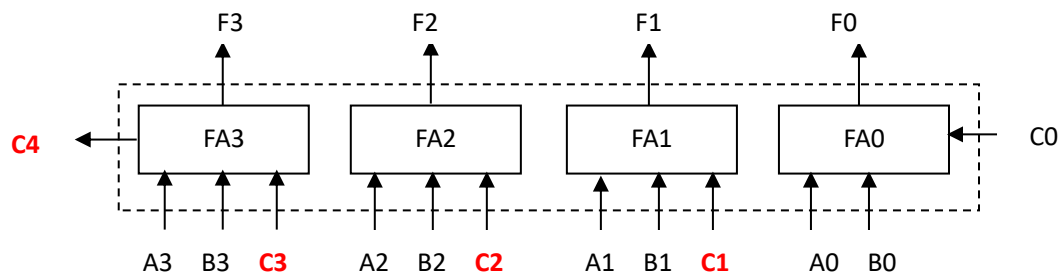 F3 F2 F1 F0
C4 FA3 FA2 FA1 FA0 C0
A3 B3 C3 A2 B2 C2 A1 B1 C1 A0 B0